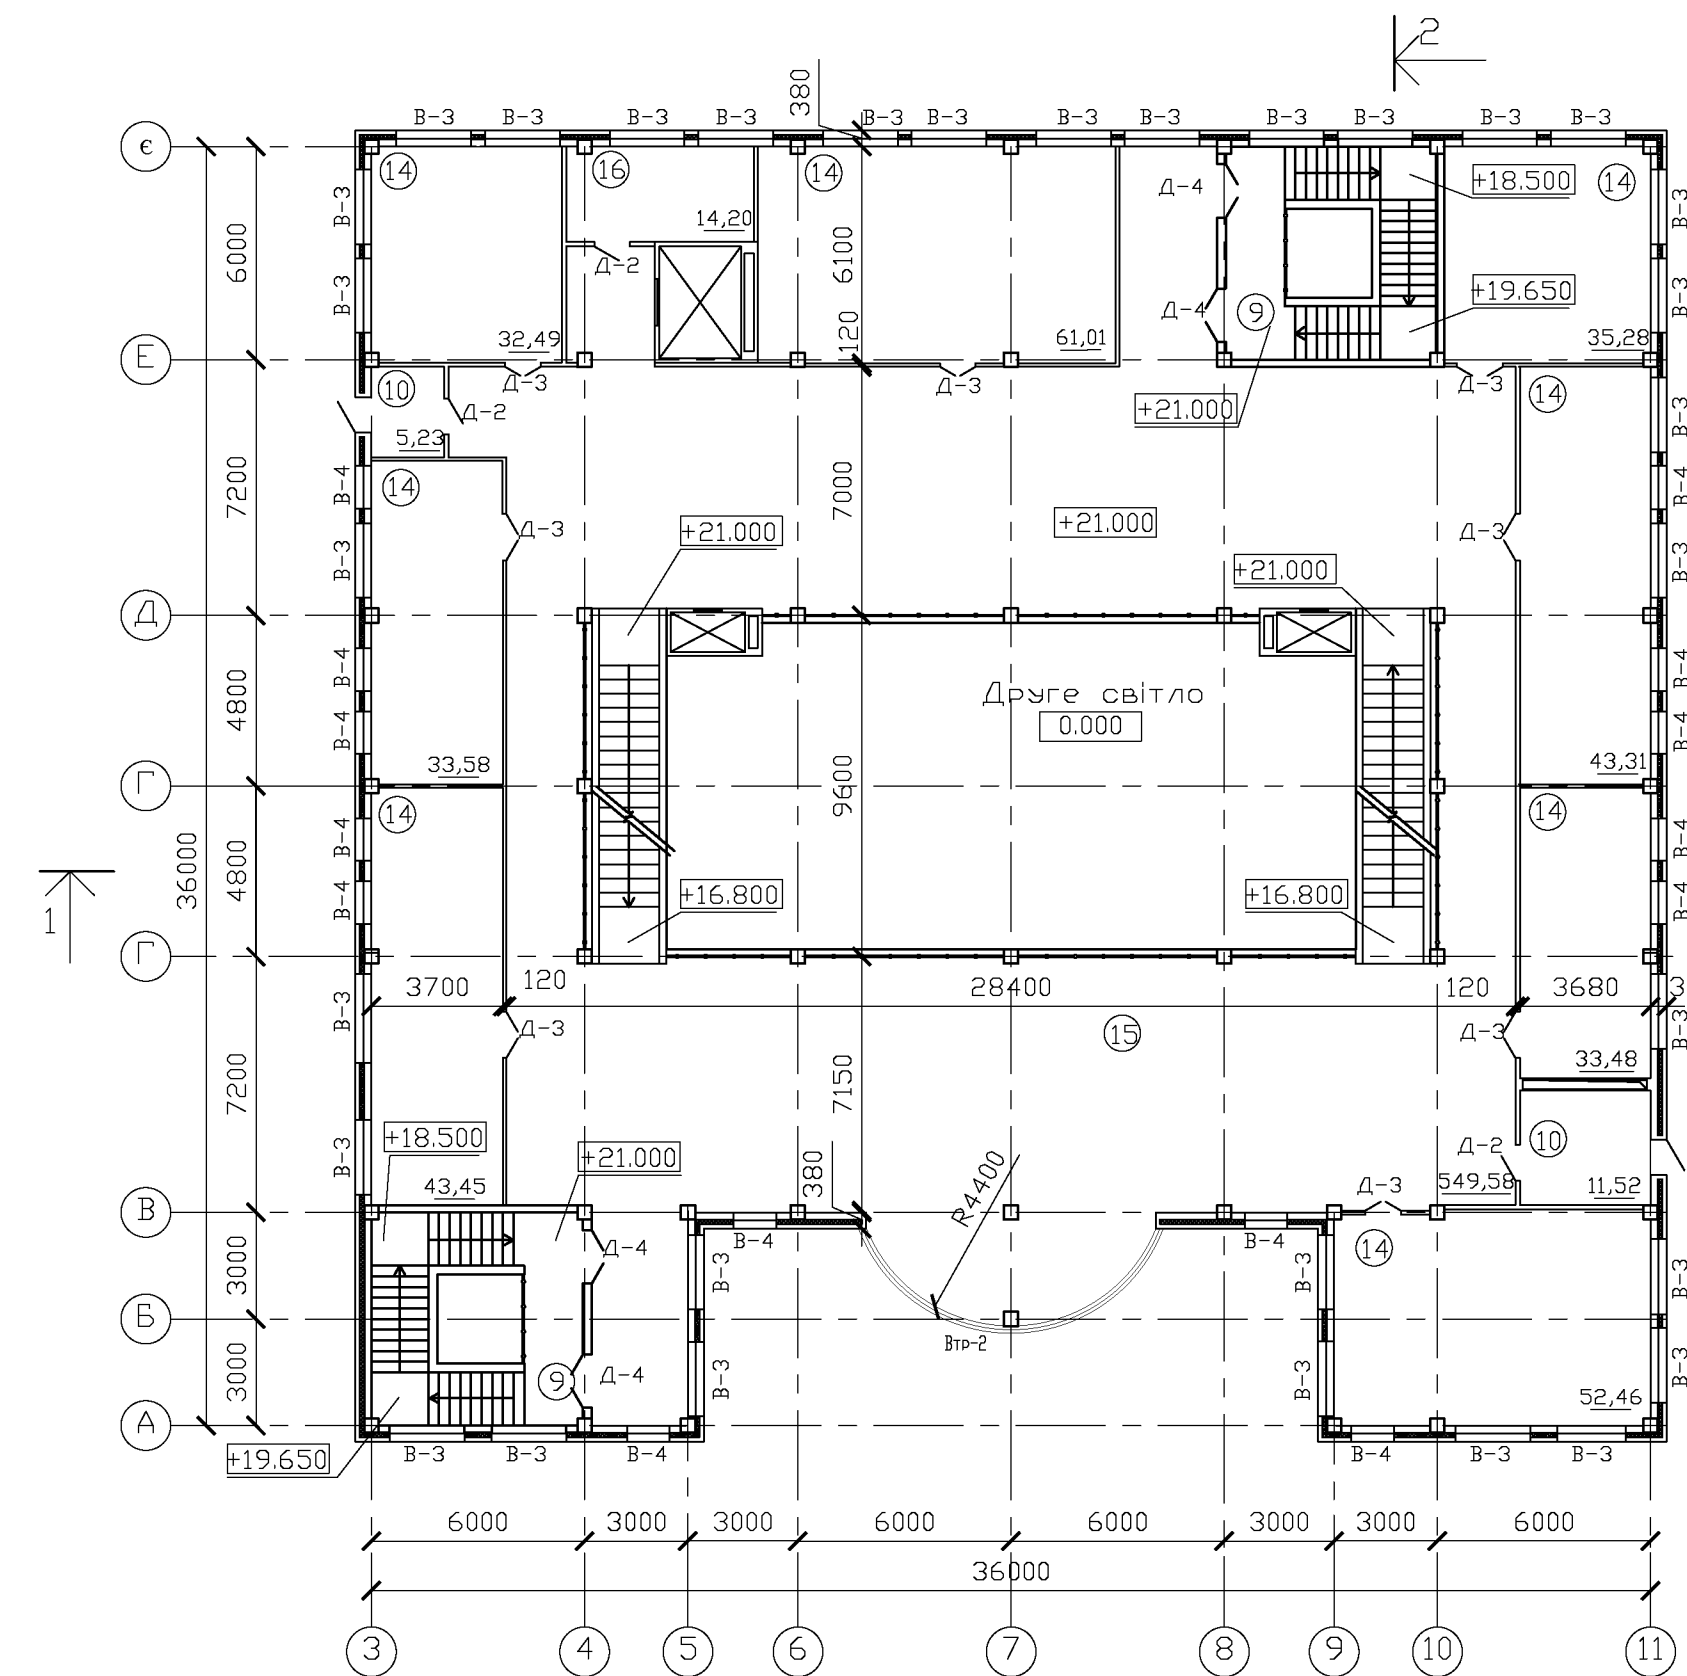 2
380
В-3 В-3 В-3 В-3 В-3 В-3 В-3 В-3 В-3 В-3 В-3 В-3
Є
14 16 14 Д-4 +18.500 14
В-3 14,20 В-3
6000 6100
Д-2
В-3 Д-4 9 +19.650 В-3
32,49 120 61,01 35,28
Е
10 Д-3 Д-3 Д-3 14
Д-2 +21.000 В-3
5,23
В-4 14 7200 7000 В-4
Д-3 +21.000 +21.000 Д-3
В-3 +21.000 В-3
Д
В-4 4800 Друге світло В-4
В-4 0.000 В-4
33,58 9600 43,31
Г
14 14
В-4 4800 В-4
36000
В-4 +16.800 +16.800 В-4
1
Г
3700 120 28400 120 3680 3
В-3 Д-3 15 Д-3 В-3
7200 7150 33,48
+18.500 +21.000 10
В-3 Д-2
43,45 380 R4400 Д-3 549,58 11,52
В
Д-4 В-4 В-4 14
3000 В-3 В-3 В-3
Б
Втр-2
3000 9 Д-4 В-3 В-3 В-3
52,46
А
+19.650 В-3 В-3 В-4 В-4 В-3 В-3
6000 3000 3000 6000 6000 3000 3000 6000
36000
3 4 5 6 7 8 9 10 11